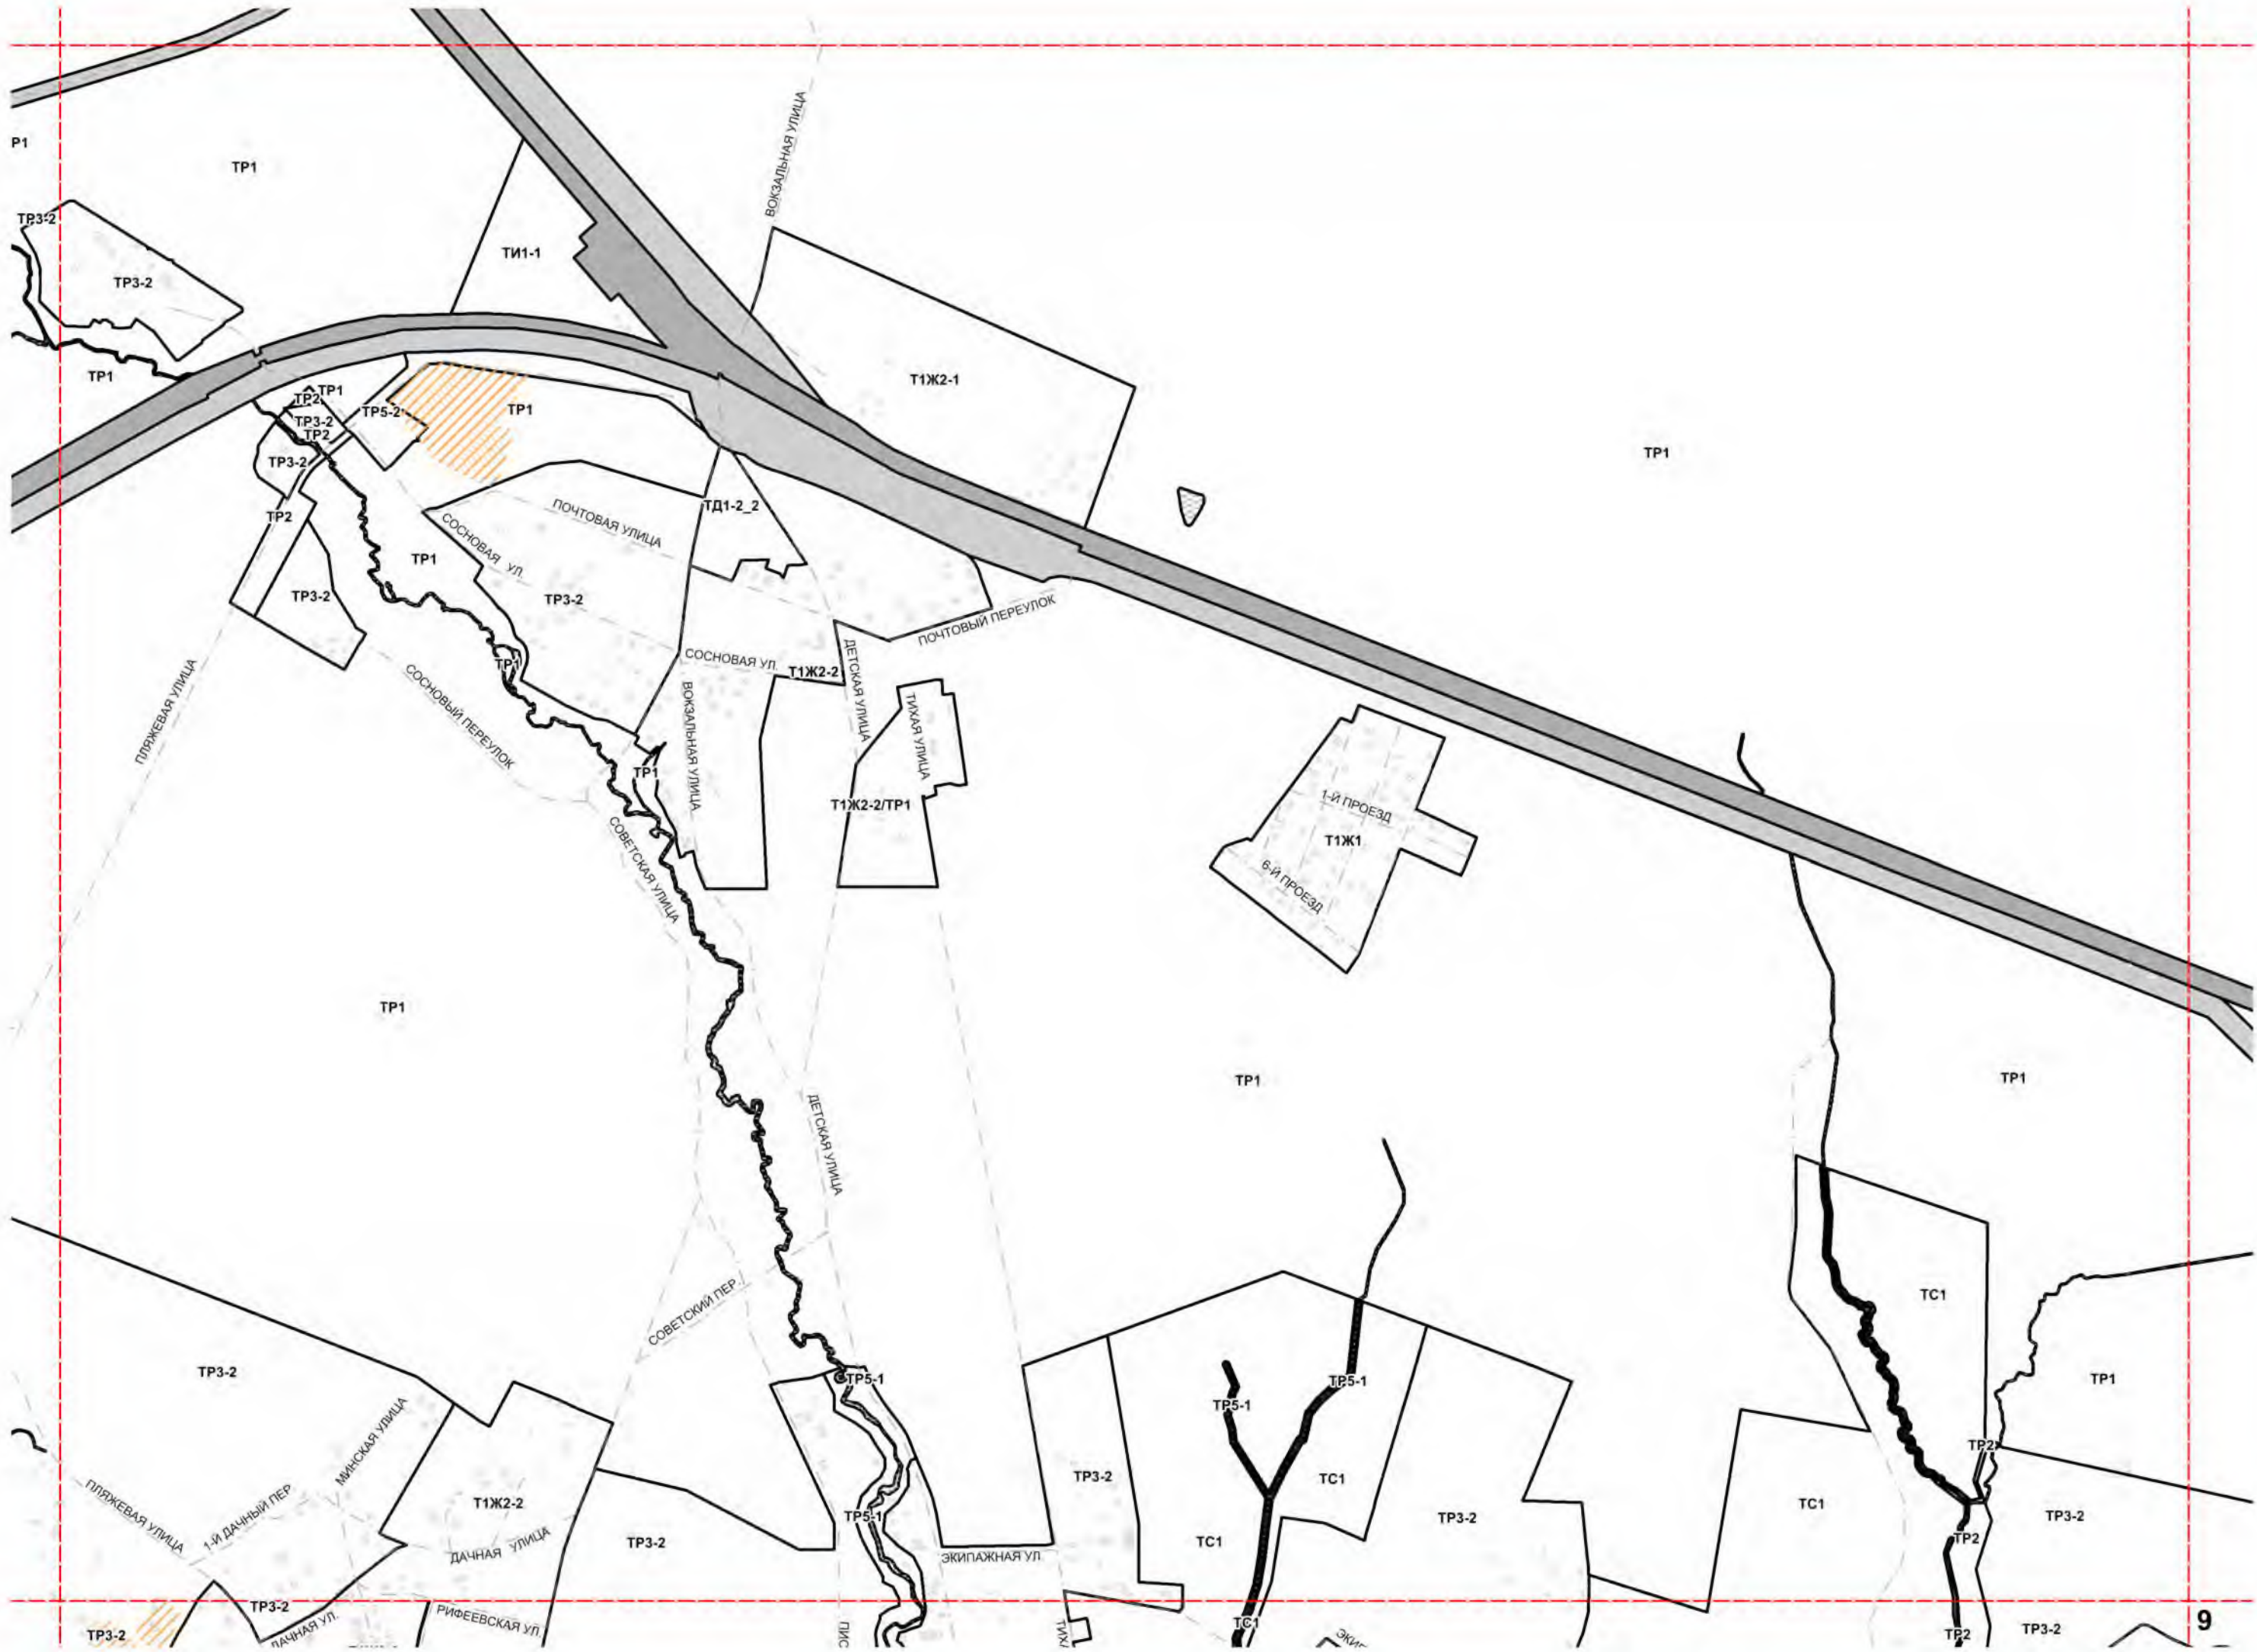 ВОКЗАЛЬНАЯ УЛИЦА
Р1
ТР1
ТР3-2
ТИ1-1
ТР3-2
ТР1
Т1Ж2-1
ТР1
ТР2
ТР5-2
ТР1
ТР3-2
ТР2
ТР1
ТР3-2
ТР2
ТД1-2_2
ПОЧТОВАЯ УЛИЦА
СОСНОВАЯ УЛ.
ТР1
ТР3-2
ТР3-2
ПОЧТОВЫЙ ПЕРЕУЛОК
ТР1
СОСНОВАЯ УЛ.
Т1Ж2-2
ДЕТСКАЯ УЛИЦА
ПЛЯЖЕВАЯ УЛИЦА
СОСНОВЫЙ ПЕРЕУЛОК
ВОКЗАЛЬНАЯ УЛИЦА
ТИХАЯ УЛИЦА
ТР1
Т1Ж2-2/ТР1
1-Й ПРОЕЗД
Т1Ж1
6-Й ПРОЕЗД
СОВЕТСКАЯ УЛИЦА
ТР1
ТР1
ТР1
ДЕТСКАЯ УЛИЦА
СОВЕТСКИЙ ПЕР.
ТС1
ТР3-2
ТР5-1
ТР5-1
ТР5-1
ТР1
МИНСКАЯ УЛИЦА
ТР2
ТР3-2
ТС1
ТС1
Т1Ж2-2
ПЛЯЖЕВАЯ УЛИЦА
1-Й ДАЧНЫЙ ПЕР
ТР5-1
ТР3-2
ТР3-2
ДАЧНАЯ УЛИЦА
ТР3-2
ТС1
ТР2
ЭКИПАЖНАЯ УЛ
ТР3-2
РИФЕЕВСКАЯ УЛ.
ДАЧНАЯ УЛ.
ТР3-2
ПИС
ТИХ
ТС1
ЭКИГ
ТР2
ТР3-2
9